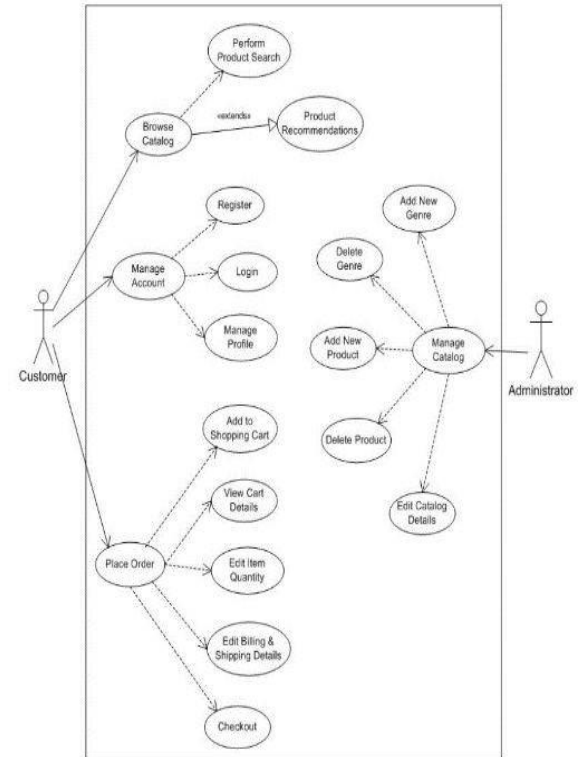 Perform
Product Search
«extends»
Product
Recommendations
Browse
Catalog
Register
Add New
Genre
Manage
Account
Login
Delete
Genre
Manage
Profile
Add New
Product
Manage
Catalog
Customer
Administrator
Add to
Shopping Cart
Delete Product
View Cart
Details
Edit Catalog
Details
Place Order
Edit Item
Quantity
Edit Billing &
Shipping Details
Checkout